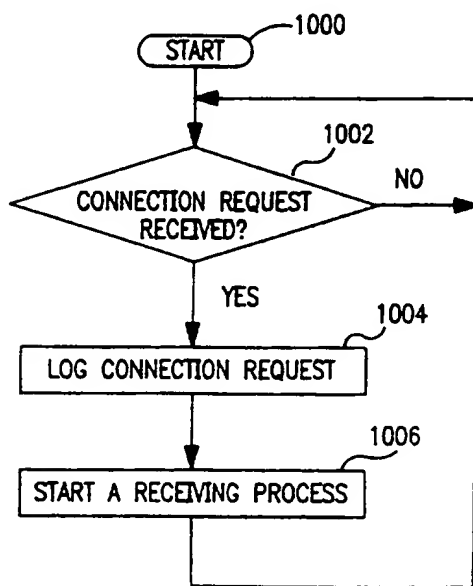 1000
START
1002
CONNECTION REQUEST
RECEIVED?
NO
YES
1004
LOG CONNECTION REQUEST
1006
START A RECEIVING PROCESS